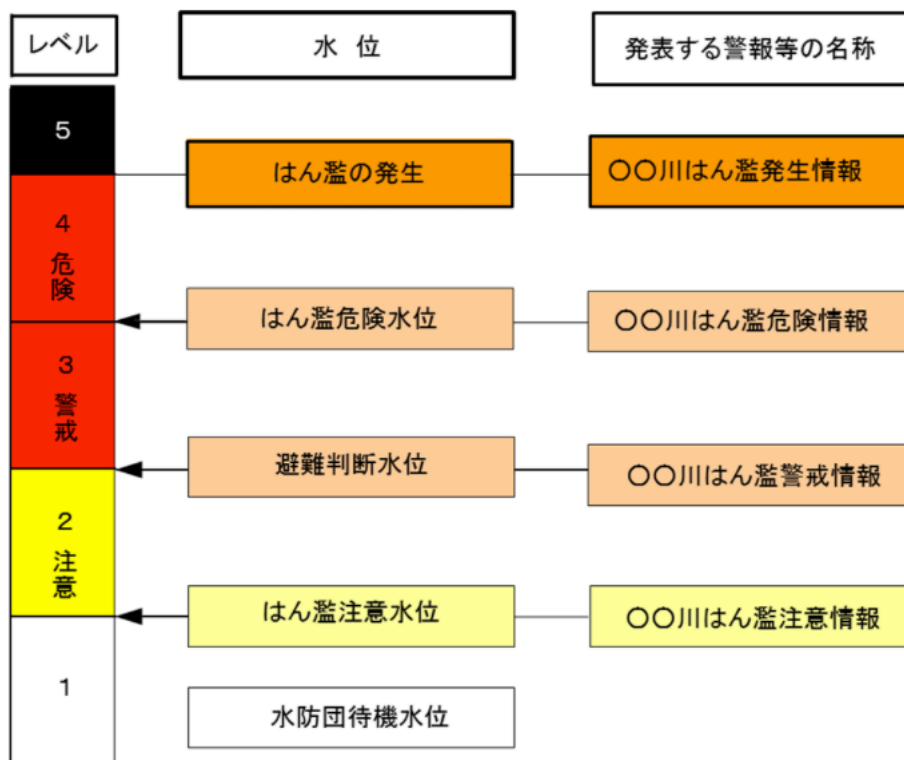 レベル
水 位
発表する警報等の名称
5
はん濫の発生
〇〇川はん濫発生情報
4
危険
はん濫危険水位
〇〇川はん濫危険情報
3
警戒
避難判断水位
〇〇川はん濫警戒情報
2
注意
はん濫注意水位
〇〇川はん濫注意情報
1
水防団待機水位